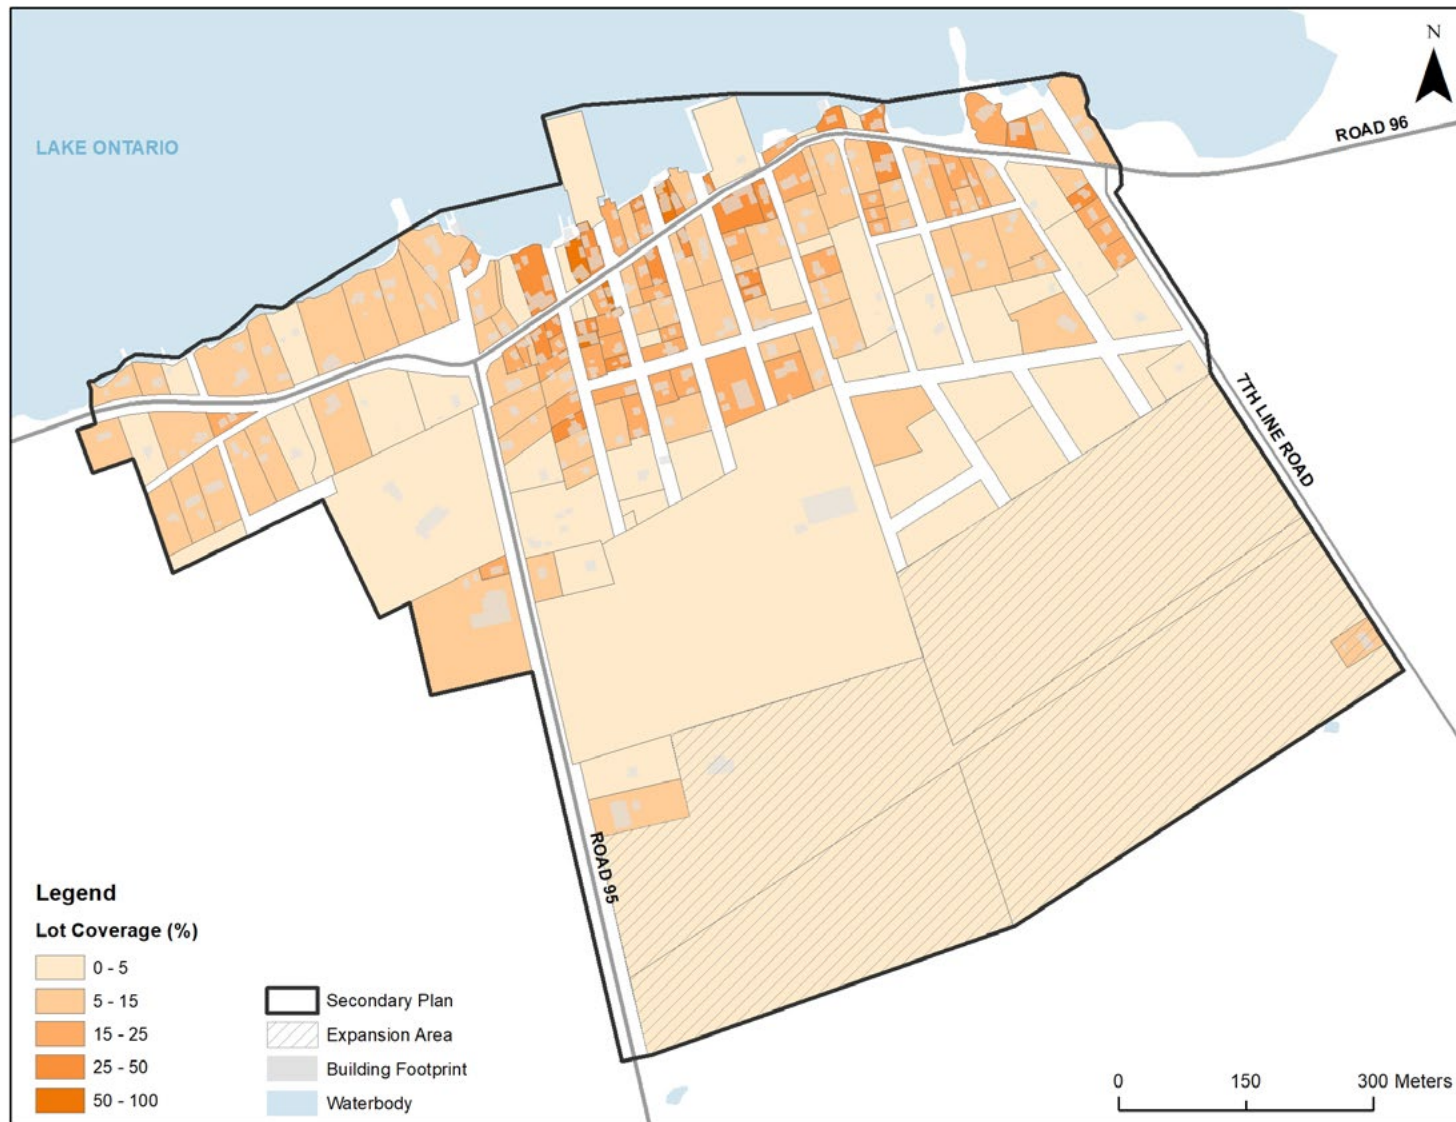 N
ROAD 96
LAKE ONTARIO
7TH LINE ROAD
ROAD 95
Legend
Lot Coverage (%)
0 - 5
5 - 15
15 - 25
25 - 50
50 - 100
Secondary Plan
Expansion Area
Building Footprint
Waterbody
0 150 300 Meters